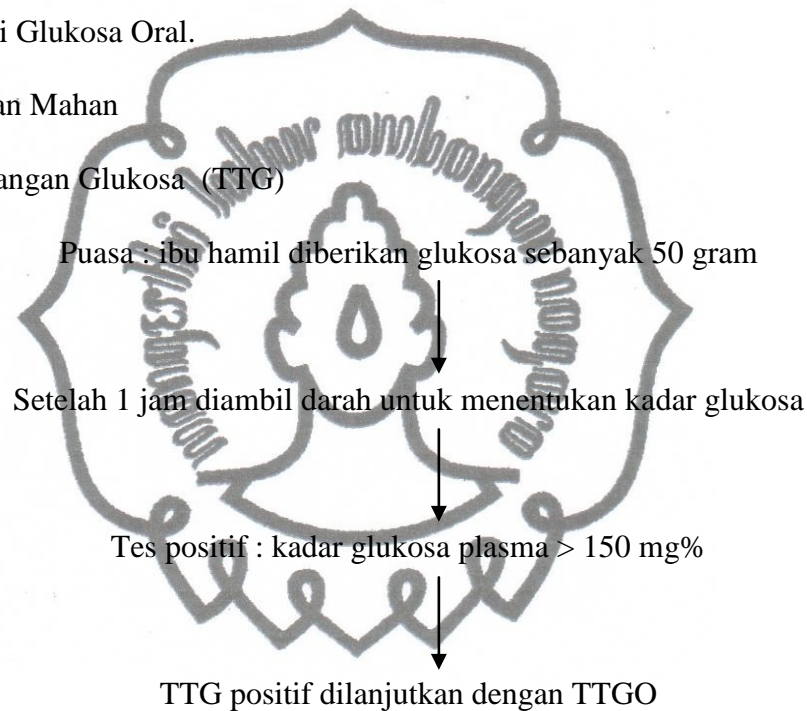 i Glukosa Oral.
an Mahan
angan Glukosa (TTG)
Puasa : ibu hamil diberikan glukosa sebanyak 50 gram
Setelah 1 jam diambil darah untuk menentukan kadar glukosa
Tes positif : kadar glukosa plasma > 150 mg%
TTG positif dilanjutkan dengan TTGO